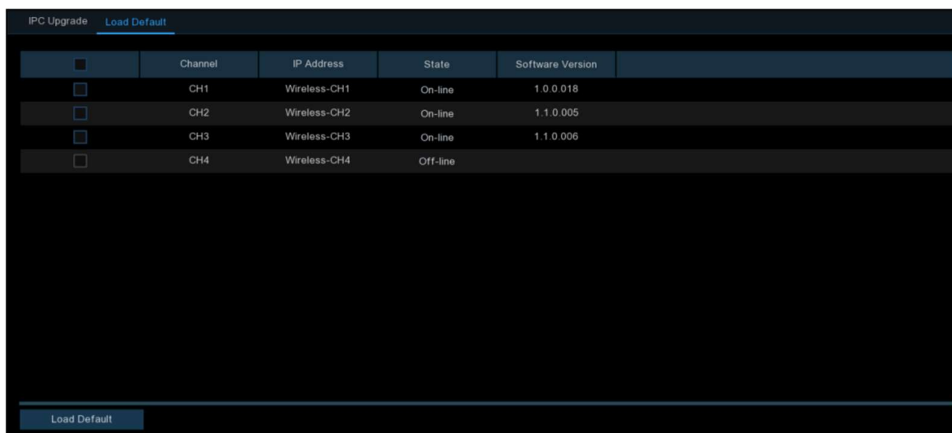 IPC Upgrade Load Default
Channel IP Address State Software Version
CH1 Wireless-CH1 On-line 1.0.0.018
CH2 Wireless-CH2 On-line 1.1.0.005
CH3 Wireless-CH3 On-line 1.1.0.006
CH4 Wireless-CH4 Off-line
Load Default